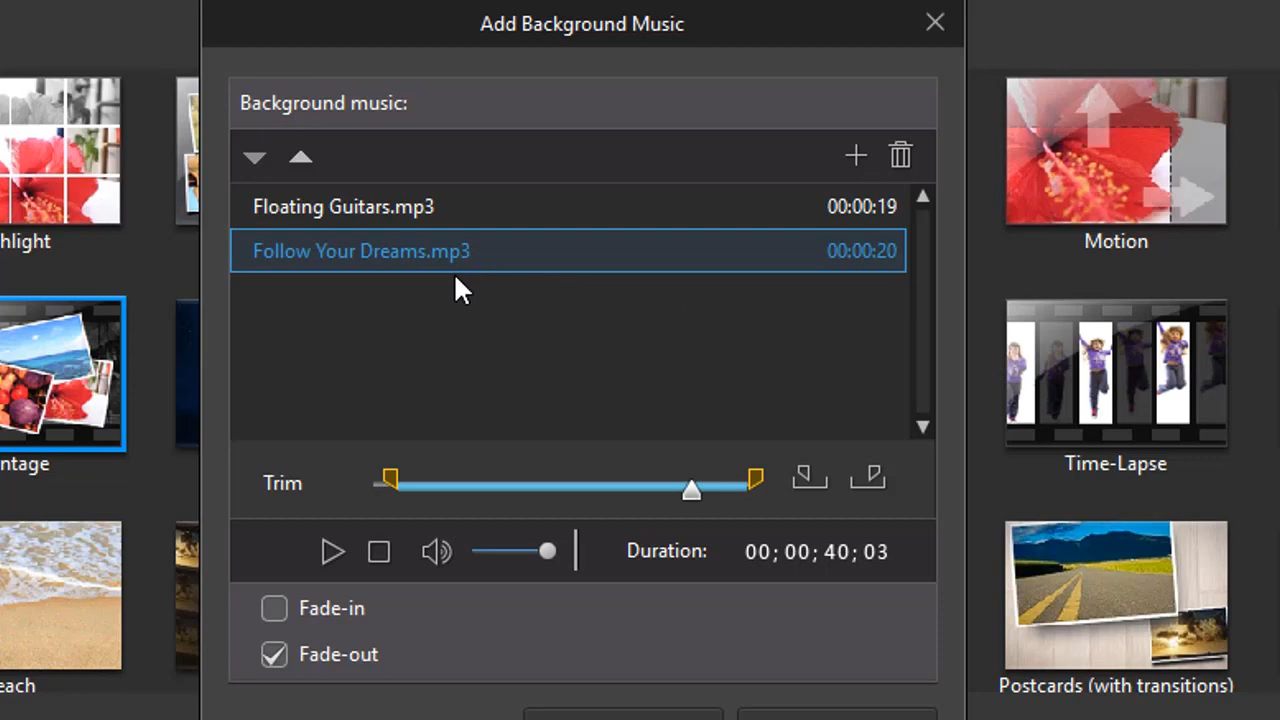 Add Background Music
Background music:
Floating Guitars.mp3 00:00:19
Follow Your Dreams.mp3 00:00:20
Trim
Duration: 00; 00; 40; 03
Fade-in
Fade-out
hlight
ntage
each
Motion
Time-Lapse
Postcards (with transitions)